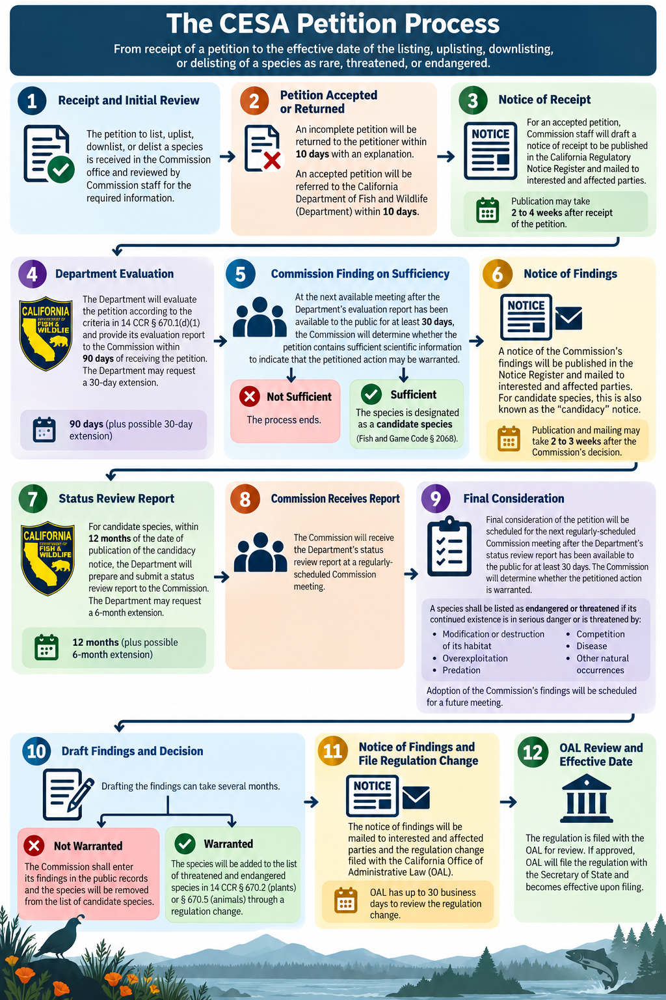 The CESA Petition Process
From receipt of a petition to the effective date of the listing, uplisting, downlisting,
or delisting of a species as rare, threatened, or endangered.
1
Receipt and Initial Review
The petition to list, uplist,
downlist, or delist a species
is received in the Commission
office and reviewed by
Commission staff for the
required information.
2
Petition Accepted
or Returned
An incomplete petition will be
returned to the petitioner within
10 days with an explanation.
An accepted petition will be
referred to the California
Department of Fish and Wildlife
(Department) within 10 days.
3
Notice of Receipt
NOTICE
For an accepted petition,
Commission staff will draft a
notice of receipt to be published
in the California Regulatory
Notice Register and mailed to
interested and affected parties.
Publication may take
2 to 4 weeks after receipt
of the petition.
4
Department Evaluation
CALIFORNIA
FISH &
WILDLIFE
The Department will evaluate
the petition according to the
criteria in 14 CCR § 670.1(d)(1)
and provide its evaluation report
to the Commission within
90 days of receiving the petition.
The Department may request
a 30-day extension.
90 days (plus possible 30-day
extension)
5
Commission Finding on Sufficiency
At the next available meeting after the
Department's evaluation report has been
available to the public for at least 30 days,
the Commission will determine whether the
petition contains sufficient scientific information
to indicate that the petitioned action may be warranted.
Not Sufficient
The process ends.
Sufficient
The species is designated
as a candidate species
(Fish and Game Code § 2068).
6
Notice of Findings
NOTICE
A notice of the Commission's
findings will be published in the
Notice Register and mailed to
interested and affected parties.
For candidate species, this is also
known as the “candidacy” notice.
Publication and mailing may
take 2 to 3 weeks after the
Commission's decision.
7
Status Review Report
CALIFORNIA
FISH &
WILDLIFE
For candidate species, within
12 months of the date of
publication of the candidacy
notice, the Department will
prepare and submit a status
review report to the Commission.
The Department may request
a 6-month extension.
12 months (plus possible
6-month extension)
8
Commission Receives Report
The Commission will receive
the Department's status
review report at a regularly-
scheduled Commission
meeting.
9
Final Consideration
Final consideration of the petition will be
scheduled for the next regularly-scheduled
Commission meeting after the Department's
status review report has been available to
the public for at least 30 days. The Commission
will determine whether the petitioned action
is warranted.
A species shall be listed as endangered or threatened if its
continued existence is in serious danger or is threatened by:
• Modification or destruction
of its habitat
• Overexploitation
• Predation
• Competition
• Disease
• Other natural
occurrences
Adoption of the Commission's findings will be scheduled
for a future meeting.
10
Draft Findings and Decision
Drafting the findings can take several months.
Not Warranted
The Commission shall enter
its findings in the public records
and the species will be removed
from the list of candidate species.
Warranted
The species will be added to the list
of threatened and endangered
species in 14 CCR § 670.2 (plants)
or § 670.5 (animals) through a
regulation change.
11
Notice of Findings and
File Regulation Change
NOTICE
The notice of findings will be
mailed to interested and affected
parties and the regulation change
filed with the California Office of
Administrative Law (OAL).
OAL has up to 30 business
days to review the regulation
change.
12
OAL Review and
Effective Date
The regulation is filed with the
OAL for review. If approved,
OAL will file the regulation with
the Secretary of State and
becomes effective upon filing.